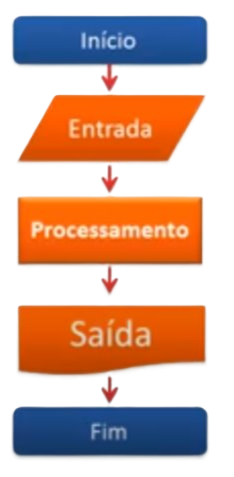 Início
Entrada
Processamento
Saída
Fim